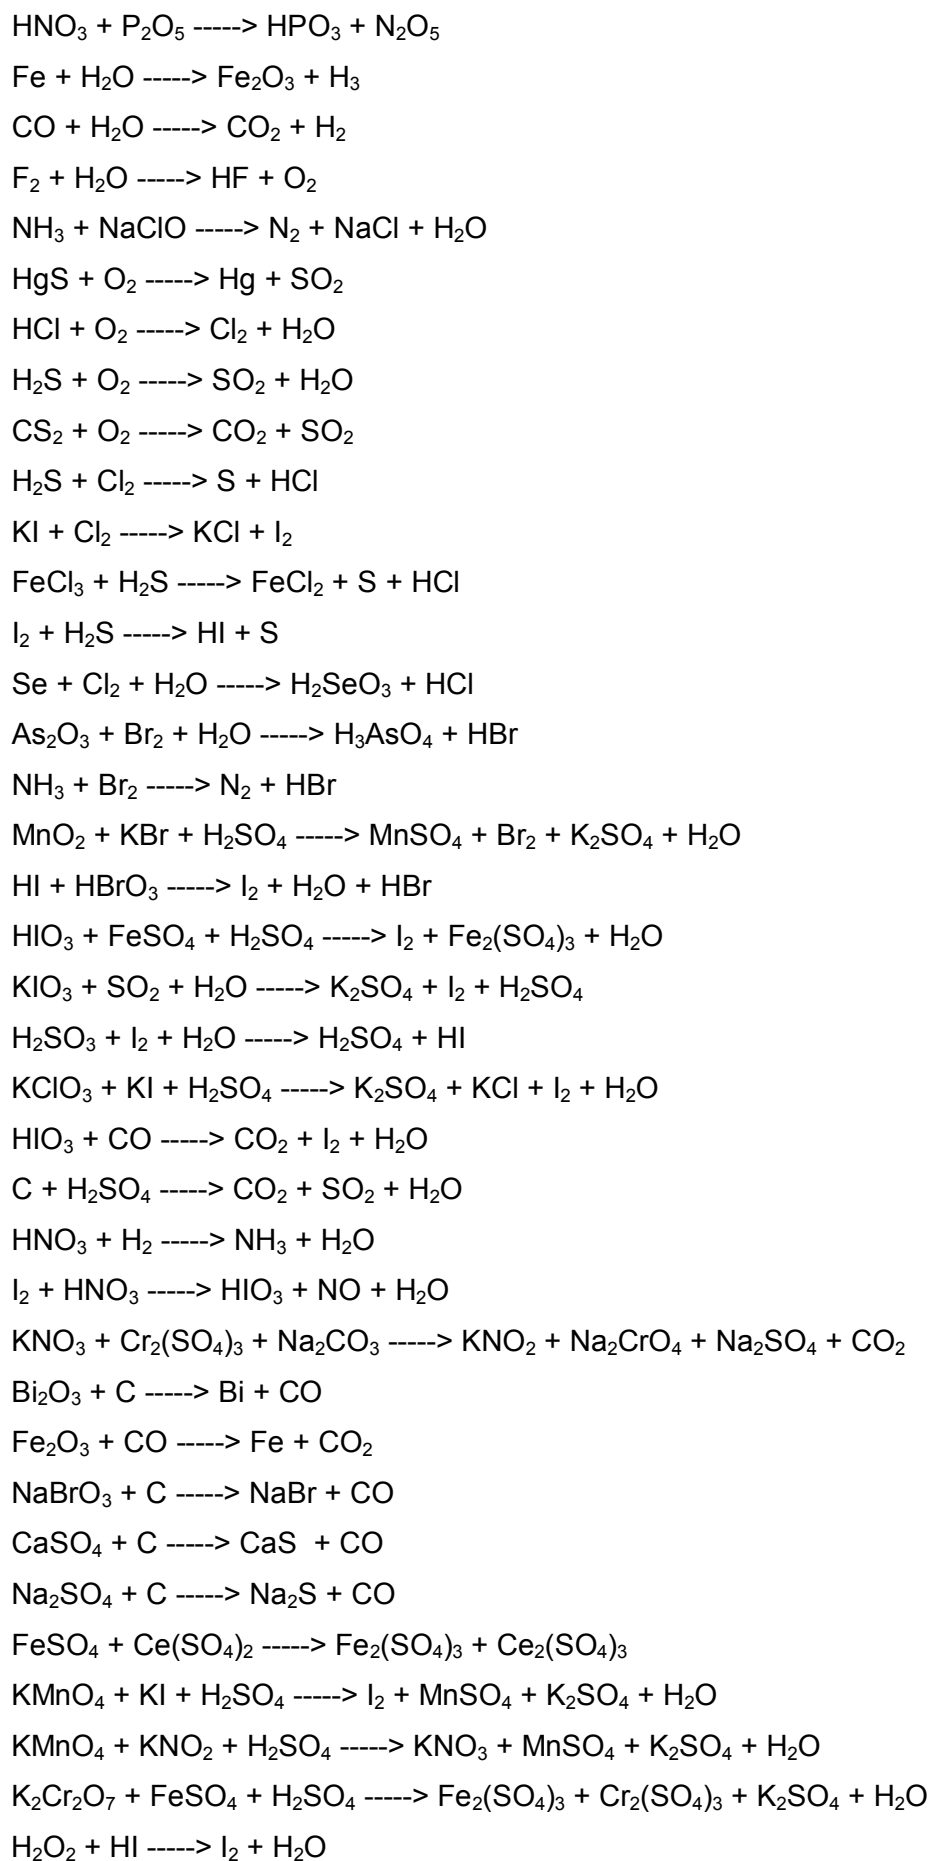 HNO₃ + P₂O₅ -----> HPO₃ + N₂O₅
Fe + H₂O -----> Fe₂O₃ + H₃
CO + H₂O -----> CO₂ + H₂
F₂ + H₂O -----> HF + O₂
NH₃ + NaClO -----> N₂ + NaCl + H₂O
HgS + O₂ -----> Hg + SO₂
HCl + O₂ -----> Cl₂ + H₂O
H₂S + O₂ -----> SO₂ + H₂O
CS₂ + O₂ -----> CO₂ + SO₂
H₂S + Cl₂ -----> S + HCl
KI + Cl₂ -----> KCl + I₂
FeCl₃ + H₂S -----> FeCl₂ + S + HCl
I₂ + H₂S -----> HI + S
Se + Cl₂ + H₂O -----> H₂SeO₃ + HCl
As₂O₃ + Br₂ + H₂O -----> H₃AsO₄ + HBr
NH₃ + Br₂ -----> N₂ + HBr
MnO₂ + KBr + H₂SO₄ -----> MnSO₄ + Br₂ + K₂SO₄ + H₂O
HI + HBrO₃ -----> I₂ + H₂O + HBr
HIO₃ + FeSO₄ + H₂SO₄ -----> I₂ + Fe₂(SO₄)₃ + H₂O
KIO₃ + SO₂ + H₂O -----> K₂SO₄ + I₂ + H₂SO₄
H₂SO₃ + I₂ + H₂O -----> H₂SO₄ + HI
KClO₃ + KI + H₂SO₄ -----> K₂SO₄ + KCl + I₂ + H₂O
HIO₃ + CO -----> CO₂ + I₂ + H₂O
C + H₂SO₄ -----> CO₂ + SO₂ + H₂O
HNO₃ + H₂ -----> NH₃ + H₂O
I₂ + HNO₃ -----> HIO₃ + NO + H₂O
KNO₃ + Cr₂(SO₄)₃ + Na₂CO₃ -----> KNO₂ + Na₂CrO₄ + Na₂SO₄ + CO₂
Bi₂O₃ + C -----> Bi + CO
Fe₂O₃ + CO -----> Fe + CO₂
NaBrO₃ + C -----> NaBr + CO
CaSO₄ + C -----> CaS + CO
Na₂SO₄ + C -----> Na₂S + CO
FeSO₄ + Ce(SO₄)₂ -----> Fe₂(SO₄)₃ + Ce₂(SO₄)₃
KMnO₄ + KI + H₂SO₄ -----> I₂ + MnSO₄ + K₂SO₄ + H₂O
KMnO₄ + KNO₂ + H₂SO₄ -----> KNO₃ + MnSO₄ + K₂SO₄ + H₂O
K₂Cr₂O₇ + FeSO₄ + H₂SO₄ -----> Fe₂(SO₄)₃ + Cr₂(SO₄)₃ + K₂SO₄ + H₂O
H₂O₂ + HI -----> I₂ + H₂O